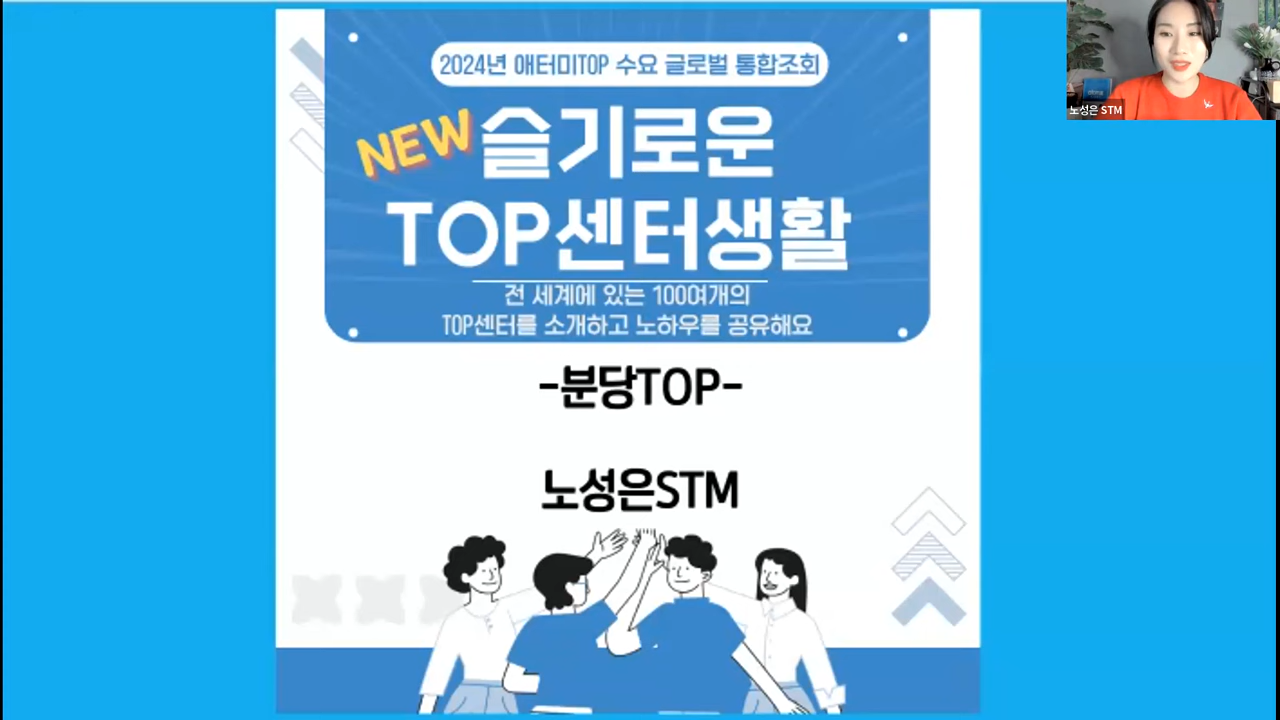 2024년 애터미TOP 수요 글로벌 통합조회
NEW 슬기로운
TOP센터생활
전 세계에 있는 100여개의
TOP센터를 소개하고 노하우를 공유해요
-분당TOP-
노성은STM
노성은 STM